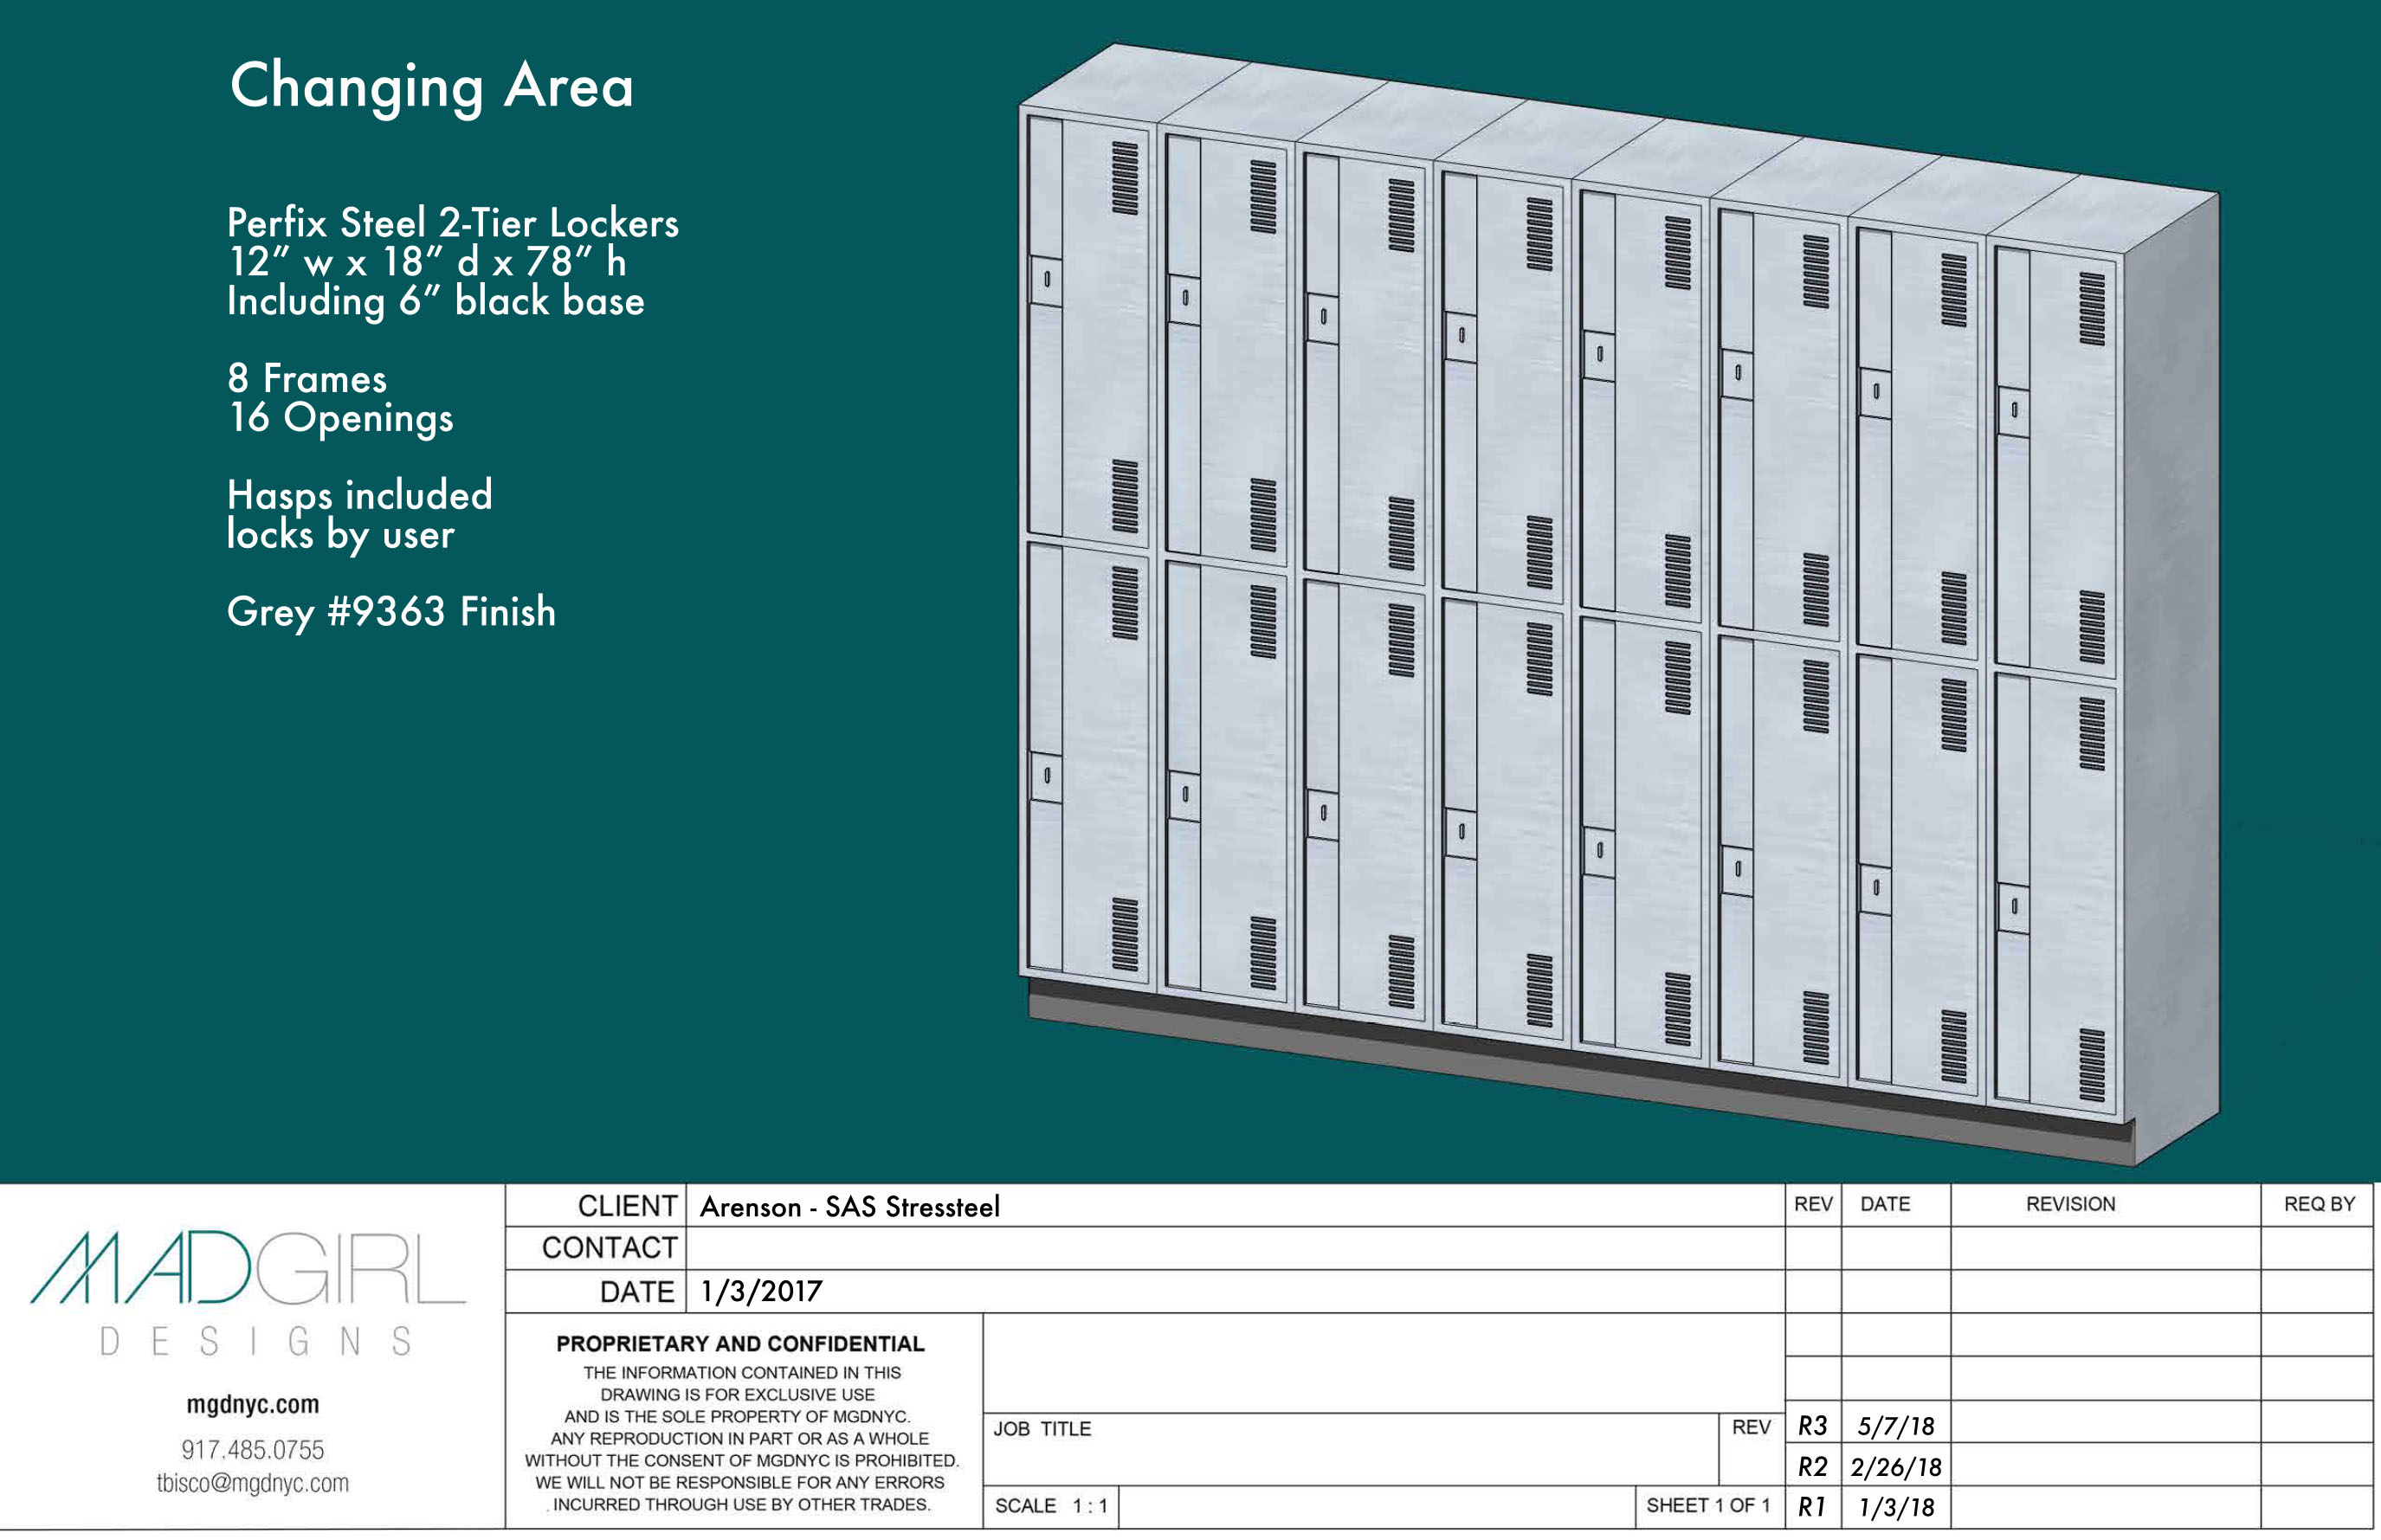 Changing Area
Perfix Steel 2-Tier Lockers
12” w x 18” d x 78” h
Including 6” black base
8 Frames
16 Openings
Hasps included
locks by user
Grey #9363 Finish
MADGIRL
DESIGNS
mgdnyc.com
917.485.0755
tbisco@mgdnyc.com
CLIENT Arenson - SAS Stressteel
CONTACT
DATE 1/3/2017
PROPRIETARY AND CONFIDENTIAL
THE INFORMATION CONTAINED IN THIS
DRAWING IS FOR EXCLUSIVE USE
AND IS THE SOLE PROPERTY OF MGDNYC.
ANY REPRODUCTION IN PART OR AS A WHOLE
WITHOUT THE CONSENT OF MGDNYC IS PROHIBITED.
WE WILL NOT BE RESPONSIBLE FOR ANY ERRORS
INCURRED THROUGH USE BY OTHER TRADES.
JOB TITLE
REV
SCALE 1 : 1
SHEET 1 OF 1
REV DATE REVISION REQ BY
R3 5/7/18
R2 2/26/18
R1 1/3/18